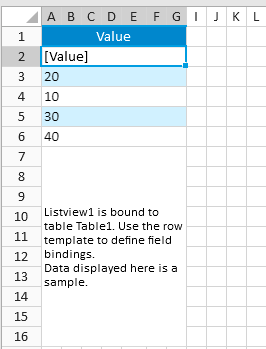 A B C D E F G I J K L
1 Value
2 [Value]
3 20
4 10
5 30
6 40
7
8
9
10 Listview1 is bound to
11 table Table1. Use the row
template to define field
12 bindings.
13 Data displayed here is a
sample.
14
15
16